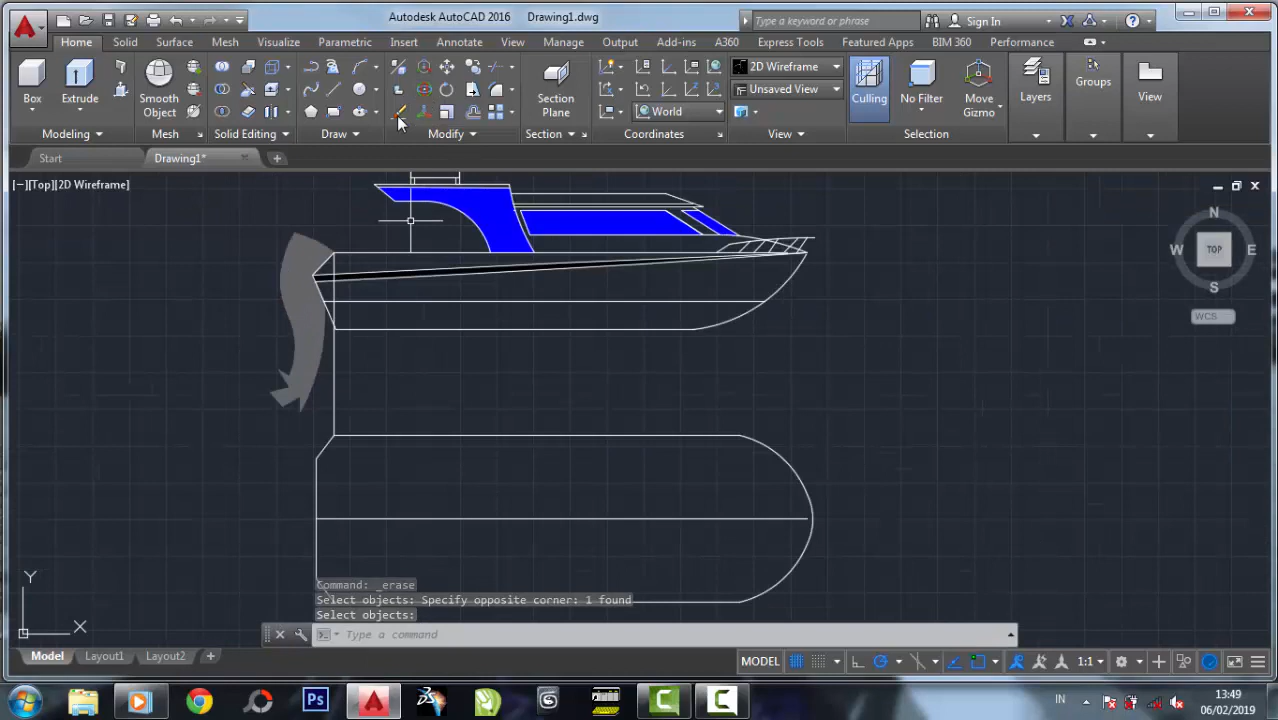 Autodesk AutoCAD 2016 Drawing1.dwg
Type a keyword or phrase
Sign In
Home Solid Surface Mesh Visualize Parametric Insert Annotate View Manage Output Add-ins A360 Express Tools Featured Apps BIM 360 Performance
2D Wireframe
Unsaved View
World
Box Extrude Smooth Object Section Plane Culling No Filter Move Gizmo Layers Groups View
Modeling Mesh Solid Editing Draw Modify Section Coordinates View Selection
Start Drawing1*
[−][Top][2D Wireframe]
N
W TOP E
S
WCS
Y
X
Command: _erase
Select objects: Specify opposite corner: 1 found
Select objects:
Type a command
Model Layout1 Layout2 +
MODEL 1:1
Ps IN 13:49
06/02/2019